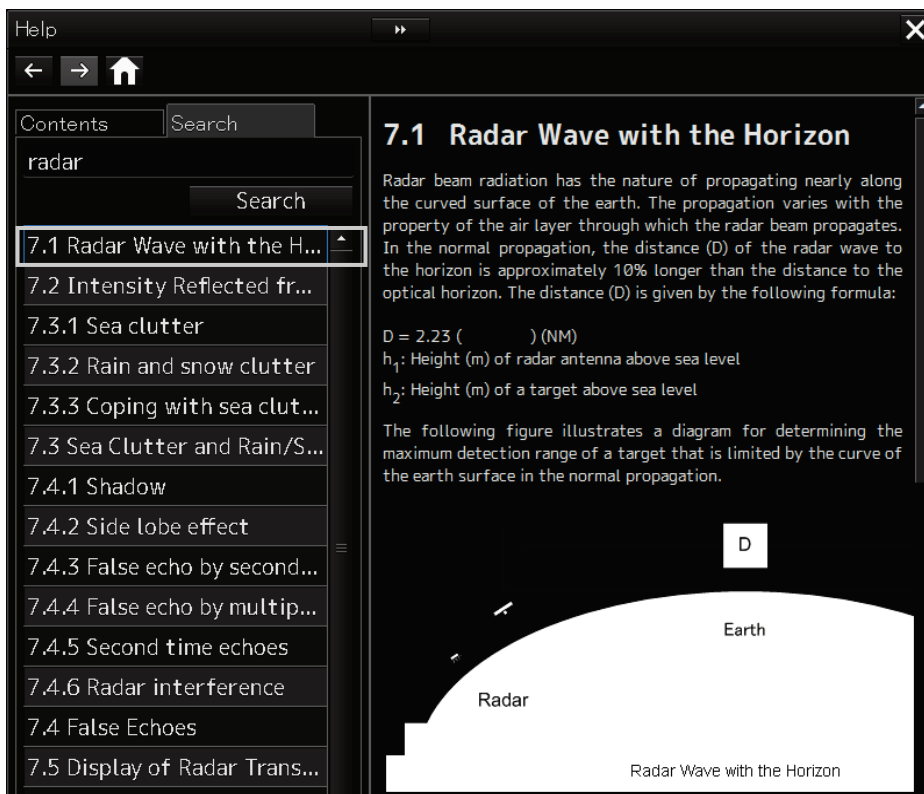 Help
Contents
Search
radar
Search
7.1 Radar Wave with the H...
7.2 Intensity Reflected fr...
7.3.1 Sea clutter
7.3.2 Rain and snow clutter
7.3.3 Coping with sea clut...
7.3 Sea Clutter and Rain/S...
7.4.1 Shadow
7.4.2 Side lobe effect
7.4.3 False echo by second...
7.4.4 False echo by multip...
7.4.5 Second time echoes
7.4.6 Radar interference
7.4 False Echoes
7.5 Display of Radar Trans...
7.1 Radar Wave with the Horizon
Radar beam radiation has the nature of propagating nearly along
the curved surface of the earth. The propagation varies with the
property of the air layer through which the radar beam propagates.
In the normal propagation, the distance (D) of the radar wave to
the horizon is approximately 10% longer than the distance to the
optical horizon. The distance (D) is given by the following formula:
D = 2.23 ( ) (NM)
h₁: Height (m) of radar antenna above sea level
h₂: Height (m) of a target above sea level
The following figure illustrates a diagram for determining the
maximum detection range of a target that is limited by the curve of
the earth surface in the normal propagation.
D
Earth
Radar
Radar Wave with the Horizon